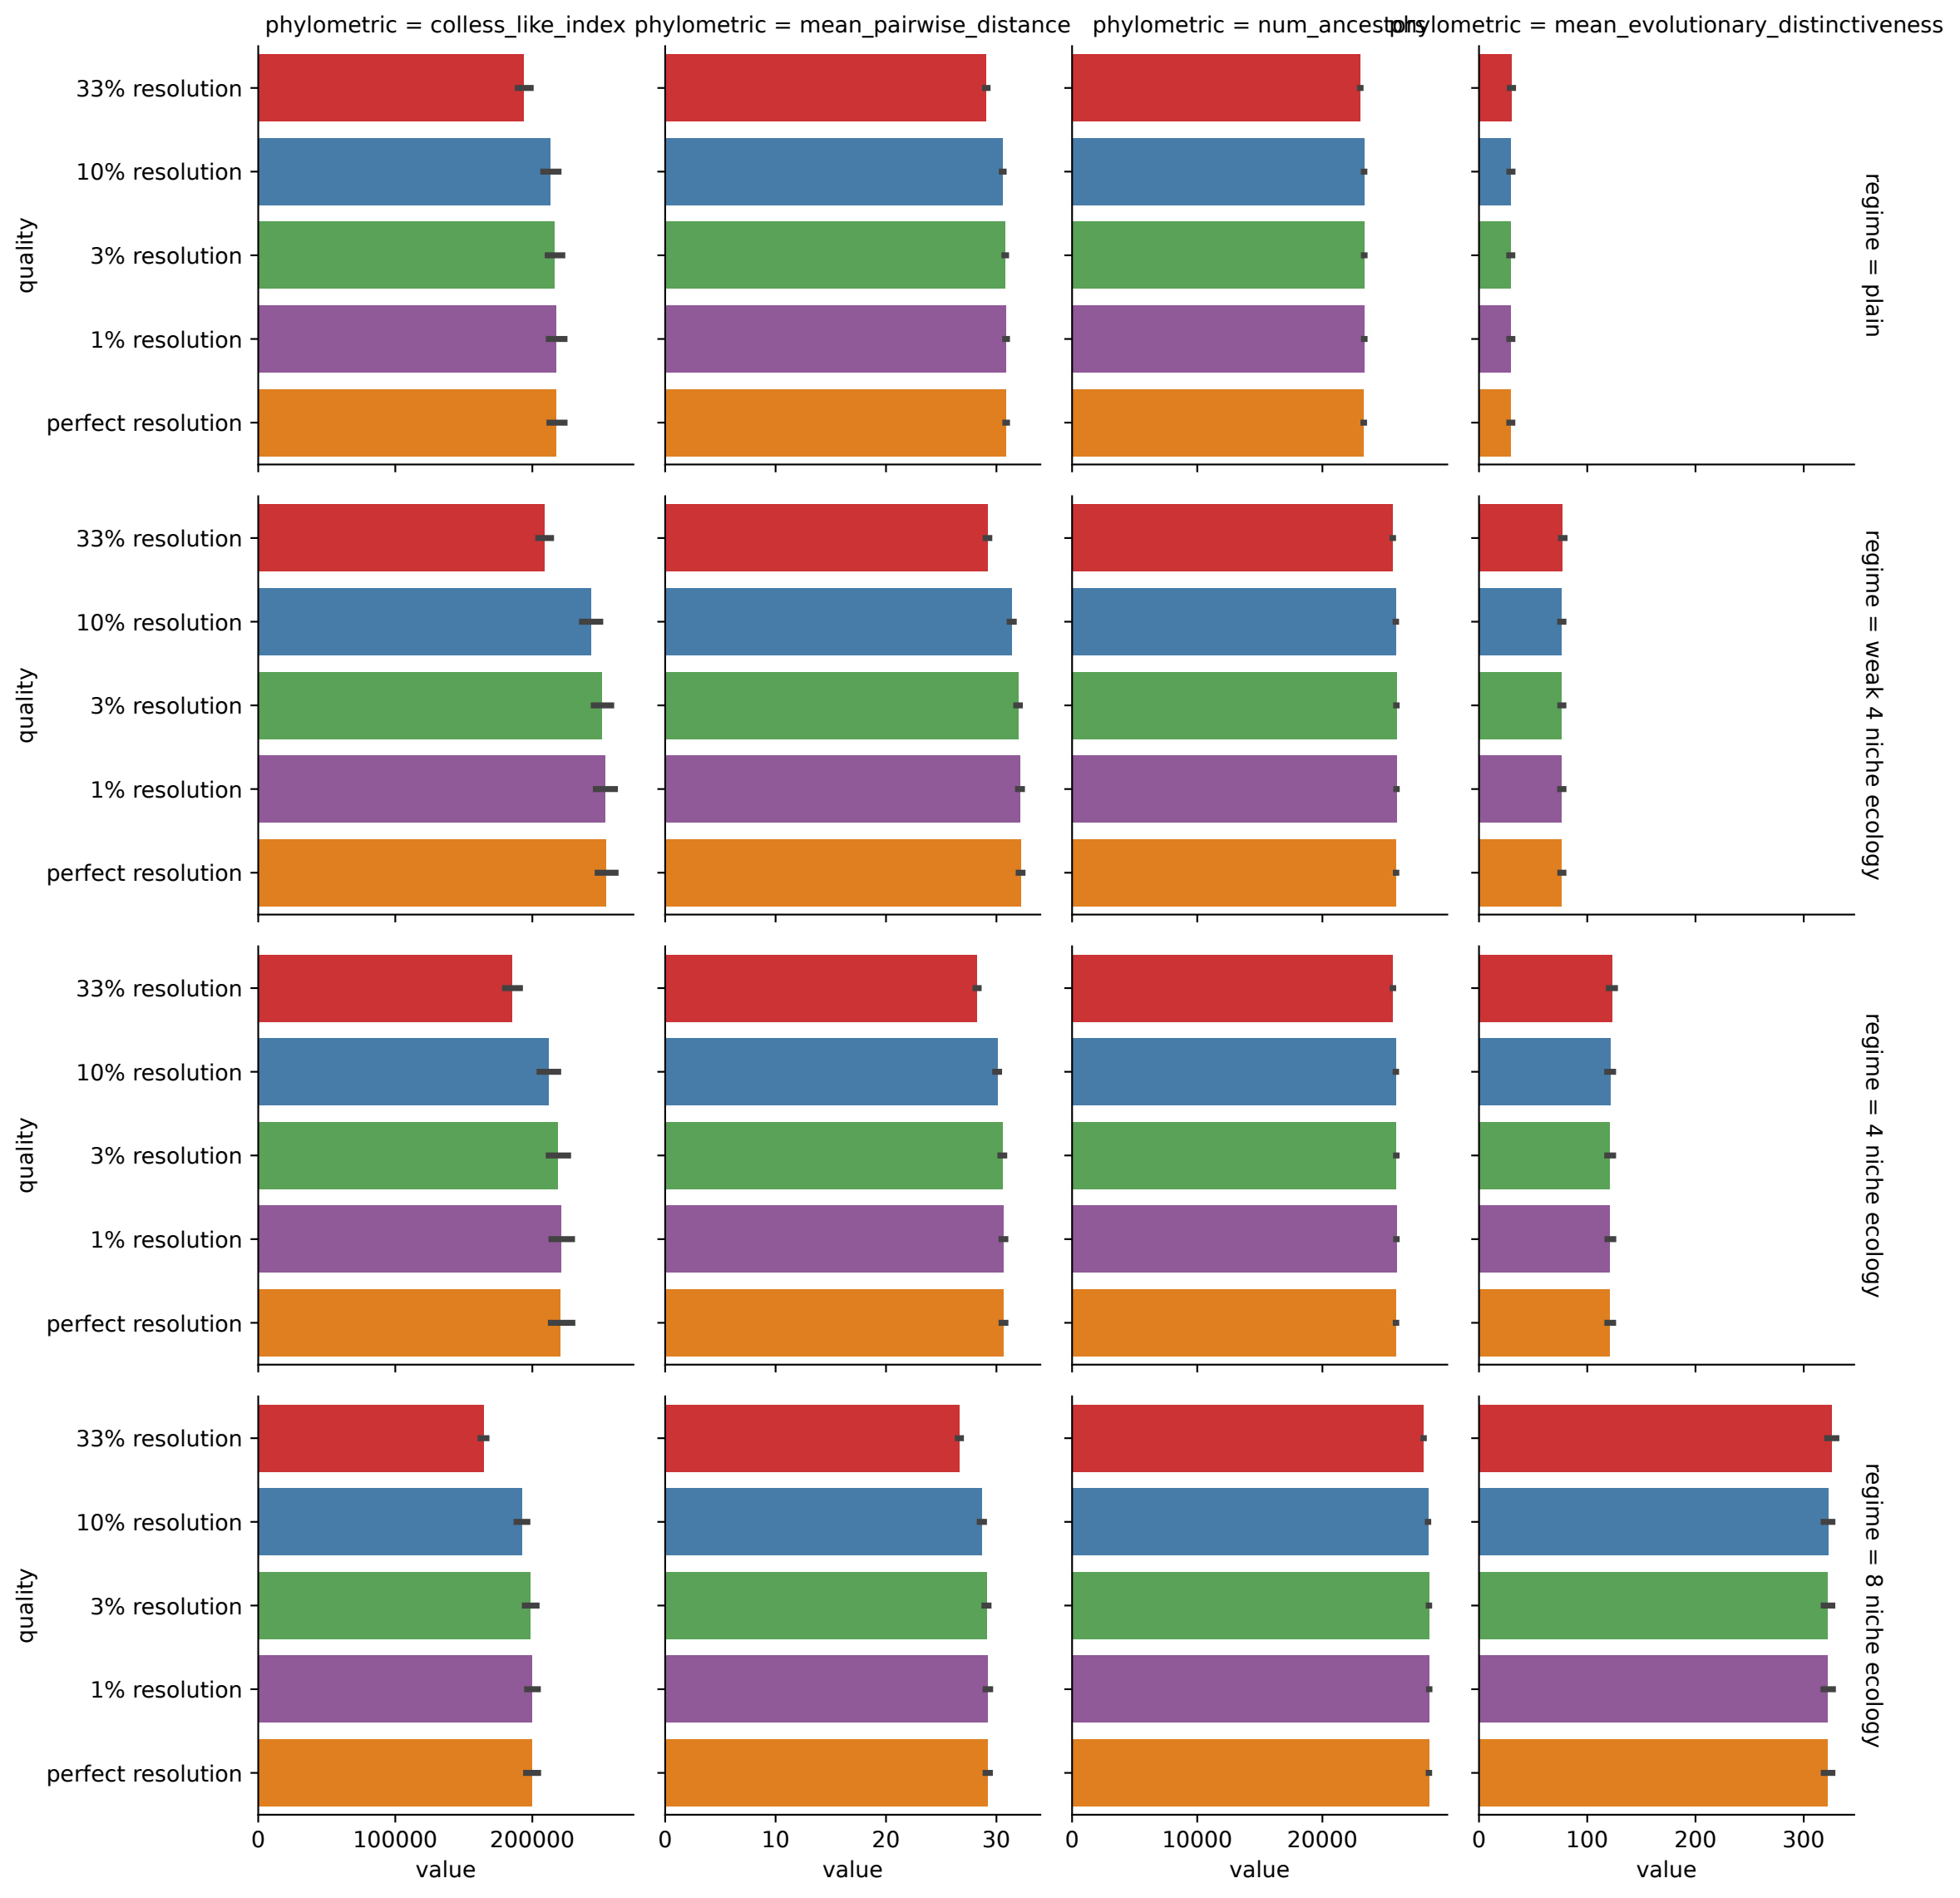 phylometric = colless_like_index
phylometric = mean_pairwise_distance
phylometric = num_ancestors
phylometric = mean_evolutionary_distinctiveness
quality
33% resolution
10% resolution
3% resolution
1% resolution
perfect resolution
regime = plain
quality
33% resolution
10% resolution
3% resolution
1% resolution
perfect resolution
regime = weak 4 niche ecology
quality
33% resolution
10% resolution
3% resolution
1% resolution
perfect resolution
regime = 4 niche ecology
quality
33% resolution
10% resolution
3% resolution
1% resolution
perfect resolution
regime = 8 niche ecology
0 100000 200000
value
0 10 20 30
value
0 10000 20000
value
0 100 200 300
value